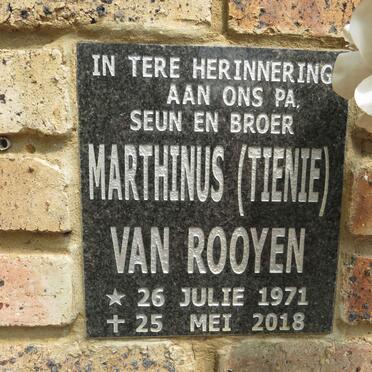 IN TERE HERINNERING
AAN ONS PA,
SEUN EN BROER
MARTHINUS (TIENIE)
VAN ROOYEN
★ 26 JULIE 1971
✝ 25 MEI 2018